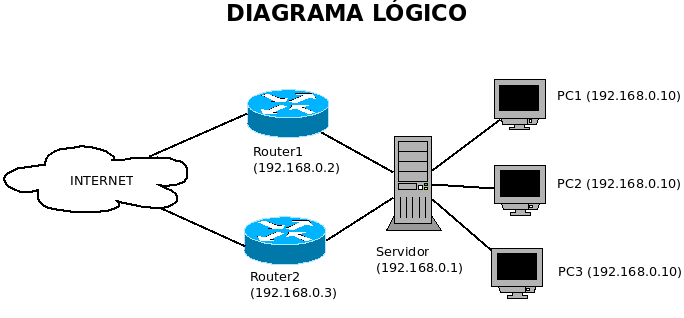 DIAGRAMA LÓGICO
PC1 (192.168.0.10)
Router1
(192.168.0.2)
INTERNET
PC2 (192.168.0.10)
Servidor
(192.168.0.1)
Router2
(192.168.0.3)
PC3 (192.168.0.10)